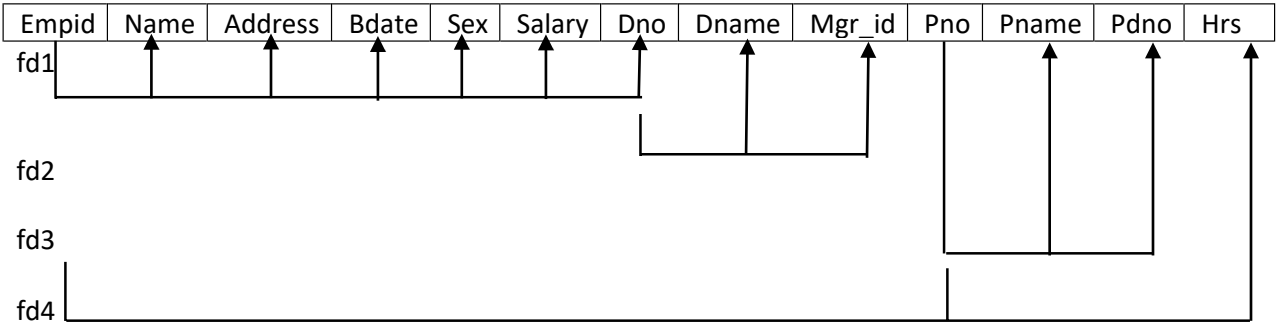 Empid Name Address Bdate Sex Salary Dno Dname Mgr_id Pno Pname Pdno Hrs
fd1
fd2
fd3
fd4